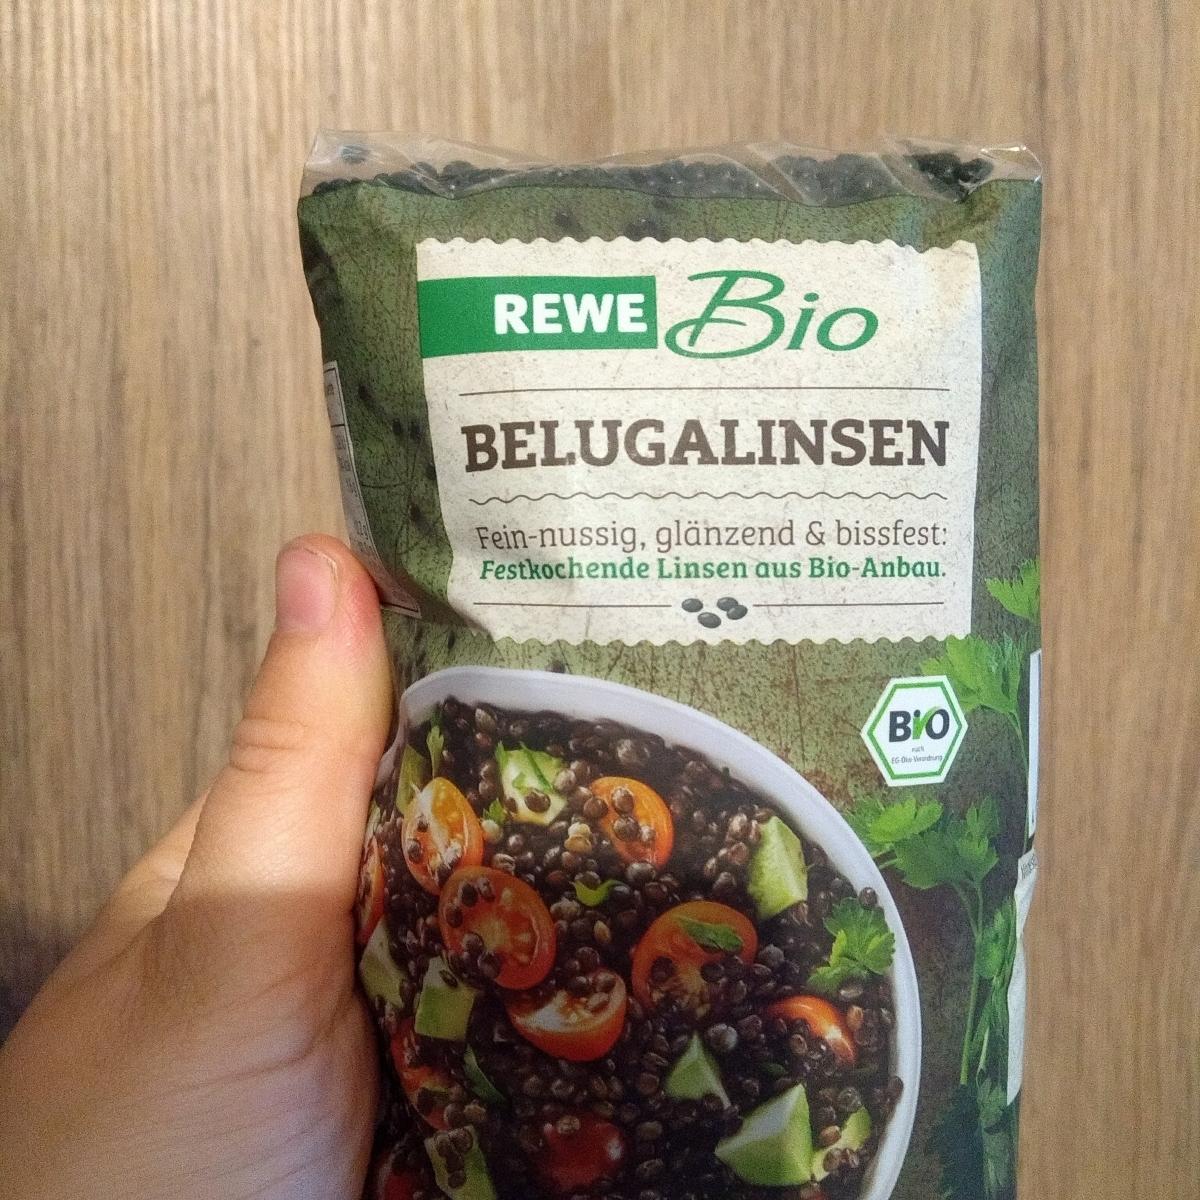 REWE Bio
BELUGALINSEN
Fein-nussig, glänzend & bissfest:
Festkochende Linsen aus Bio-Anbau.
BiO
nach
EG-Öko-Verordnung